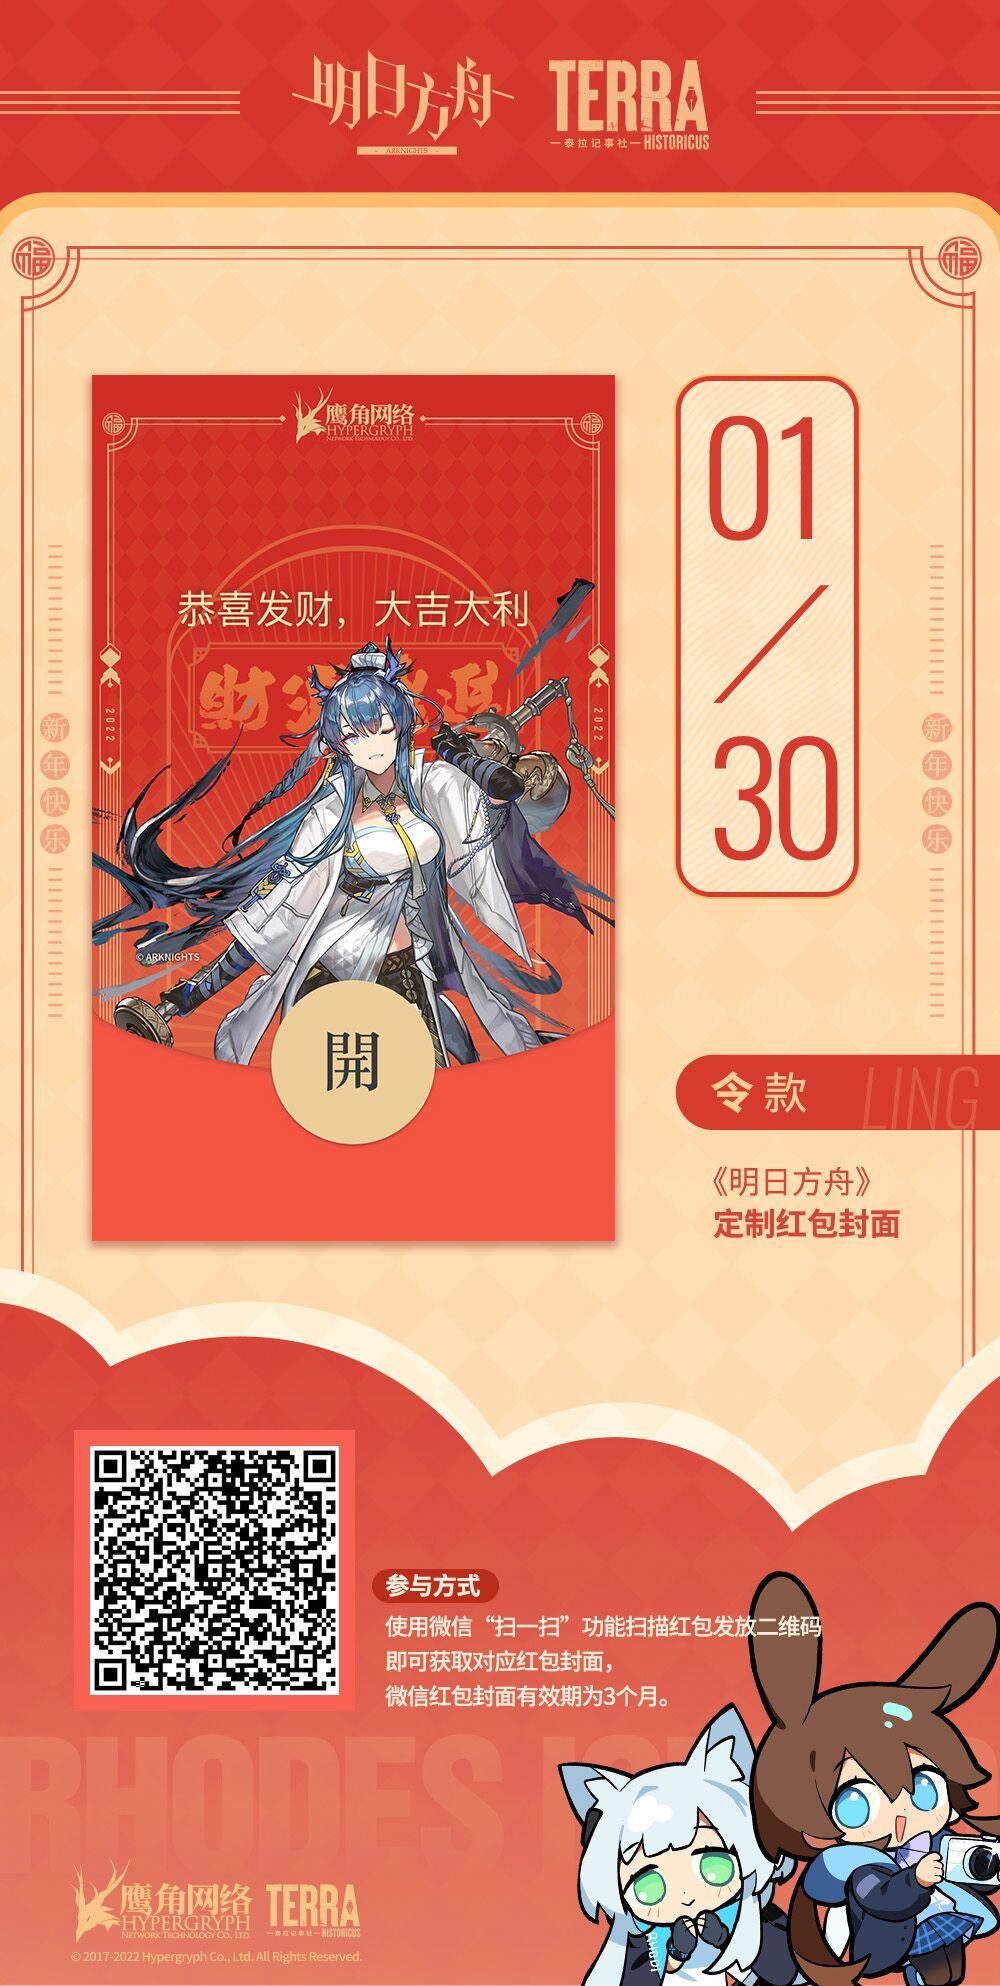 明日方舟
ARKNIGHTS
TERRA
泰拉记事社
HISTORICUS
福
福
鹰角网络
HYPERGRYPH
NETWORK TECHNOLOGY CO., LTD.
福
福
恭喜发财，大吉大利
2022
2022
© ARKNIGHTS
開
01
30
新年快乐
新年快乐
令款
LING
《明日方舟》
定制红包封面
参与方式
使用微信“扫一扫”功能扫描红包发放二维码
即可获取对应红包封面，
微信红包封面有效期为3个月。
RHODES
鹰角网络
HYPERGRYPH
NETWORK TECHNOLOGY CO., LTD.
TERRA
泰拉记事社
HISTORICUS
© 2017-2022 Hypergryph Co., Ltd. All Rights Reserved.